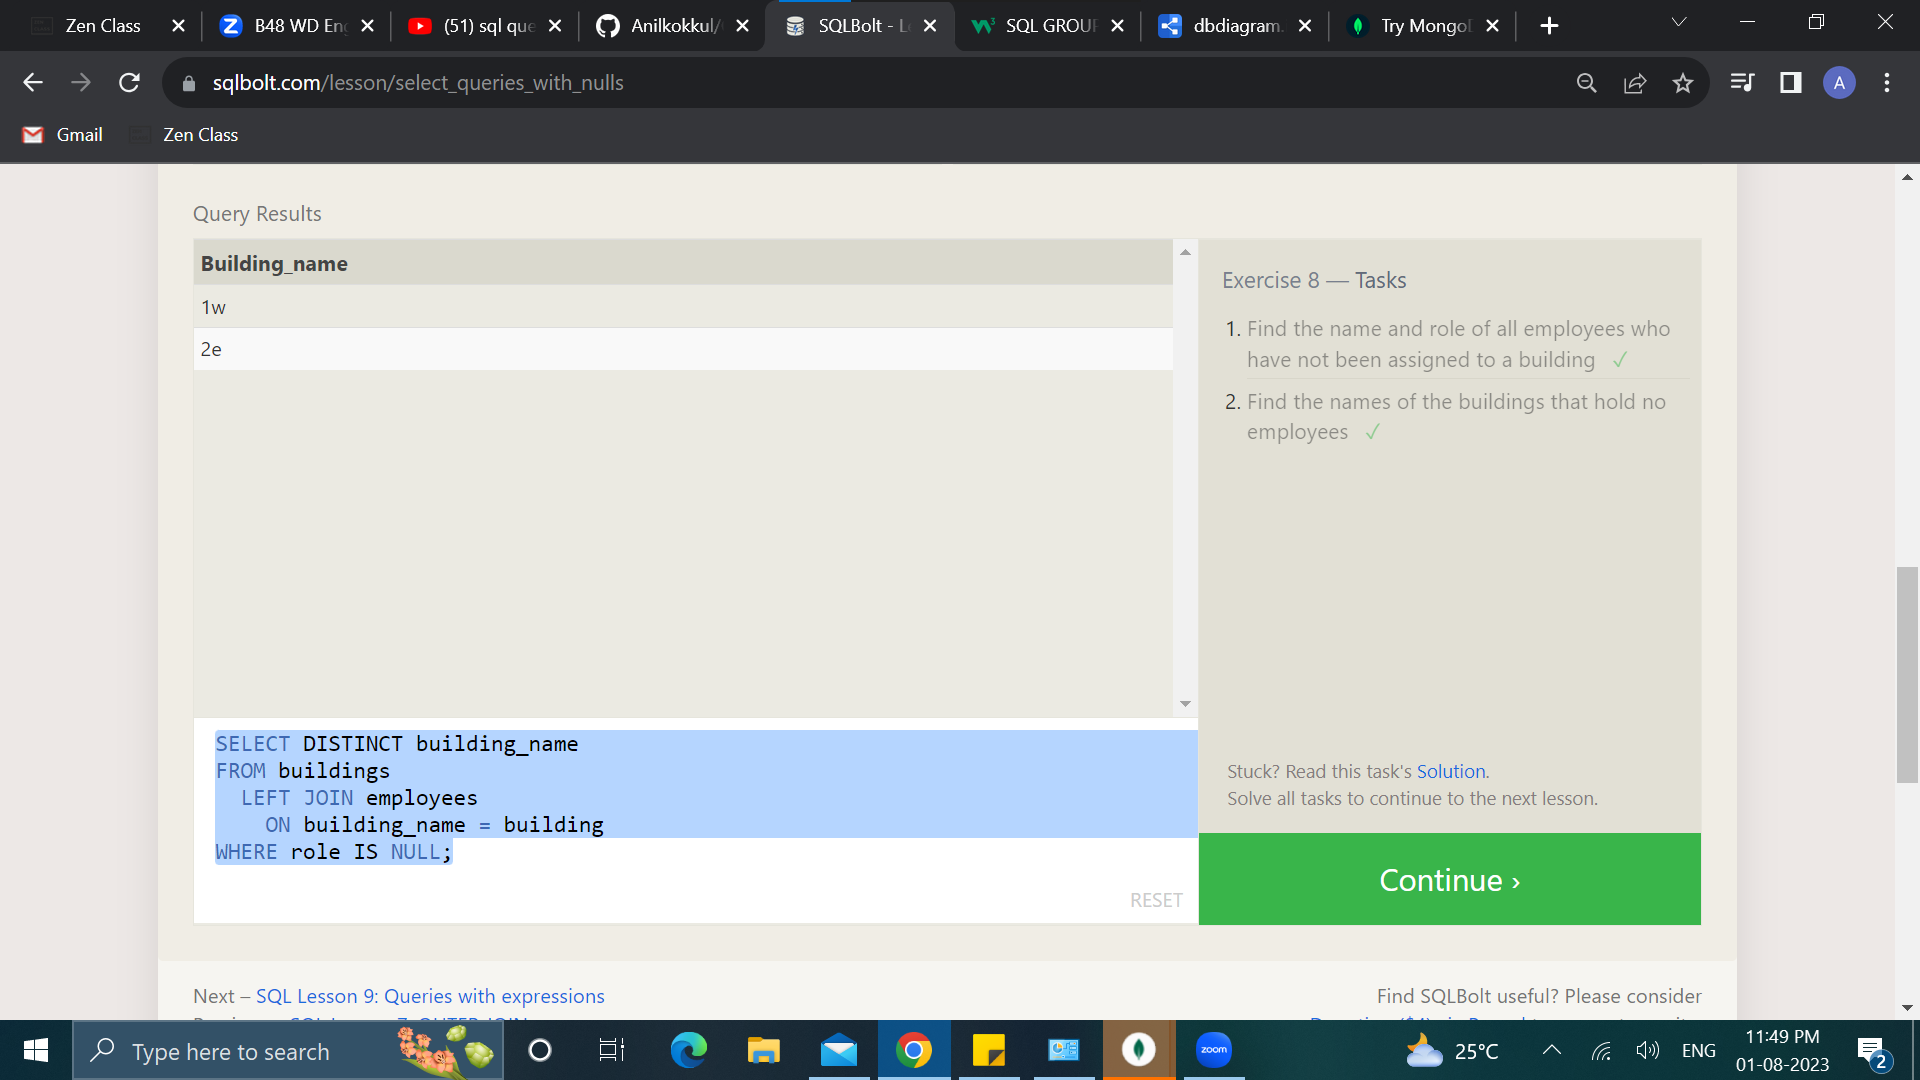 Zen Class
B48 WD Eng
(51) sql que
Anilkokkul/
SQLBolt - L
SQL GROUP
dbdiagram.
Try Mongo
sqlbolt.com/lesson/select_queries_with_nulls
A
Gmail
Zen Class
Query Results
Building_name
1w
2e
Exercise 8 — Tasks
1. Find the name and role of all employees who
have not been assigned to a building ✓
2. Find the names of the buildings that hold no
employees ✓
SELECT DISTINCT building_name
FROM buildings
LEFT JOIN employees
ON building_name = building
WHERE role IS NULL;
RESET
Stuck? Read this task's Solution.
Solve all tasks to continue to the next lesson.
Continue ›
Next – SQL Lesson 9: Queries with expressions
Find SQLBolt useful? Please consider
Type here to search
zoom
25°C
ENG
11:49 PM
01-08-2023
2